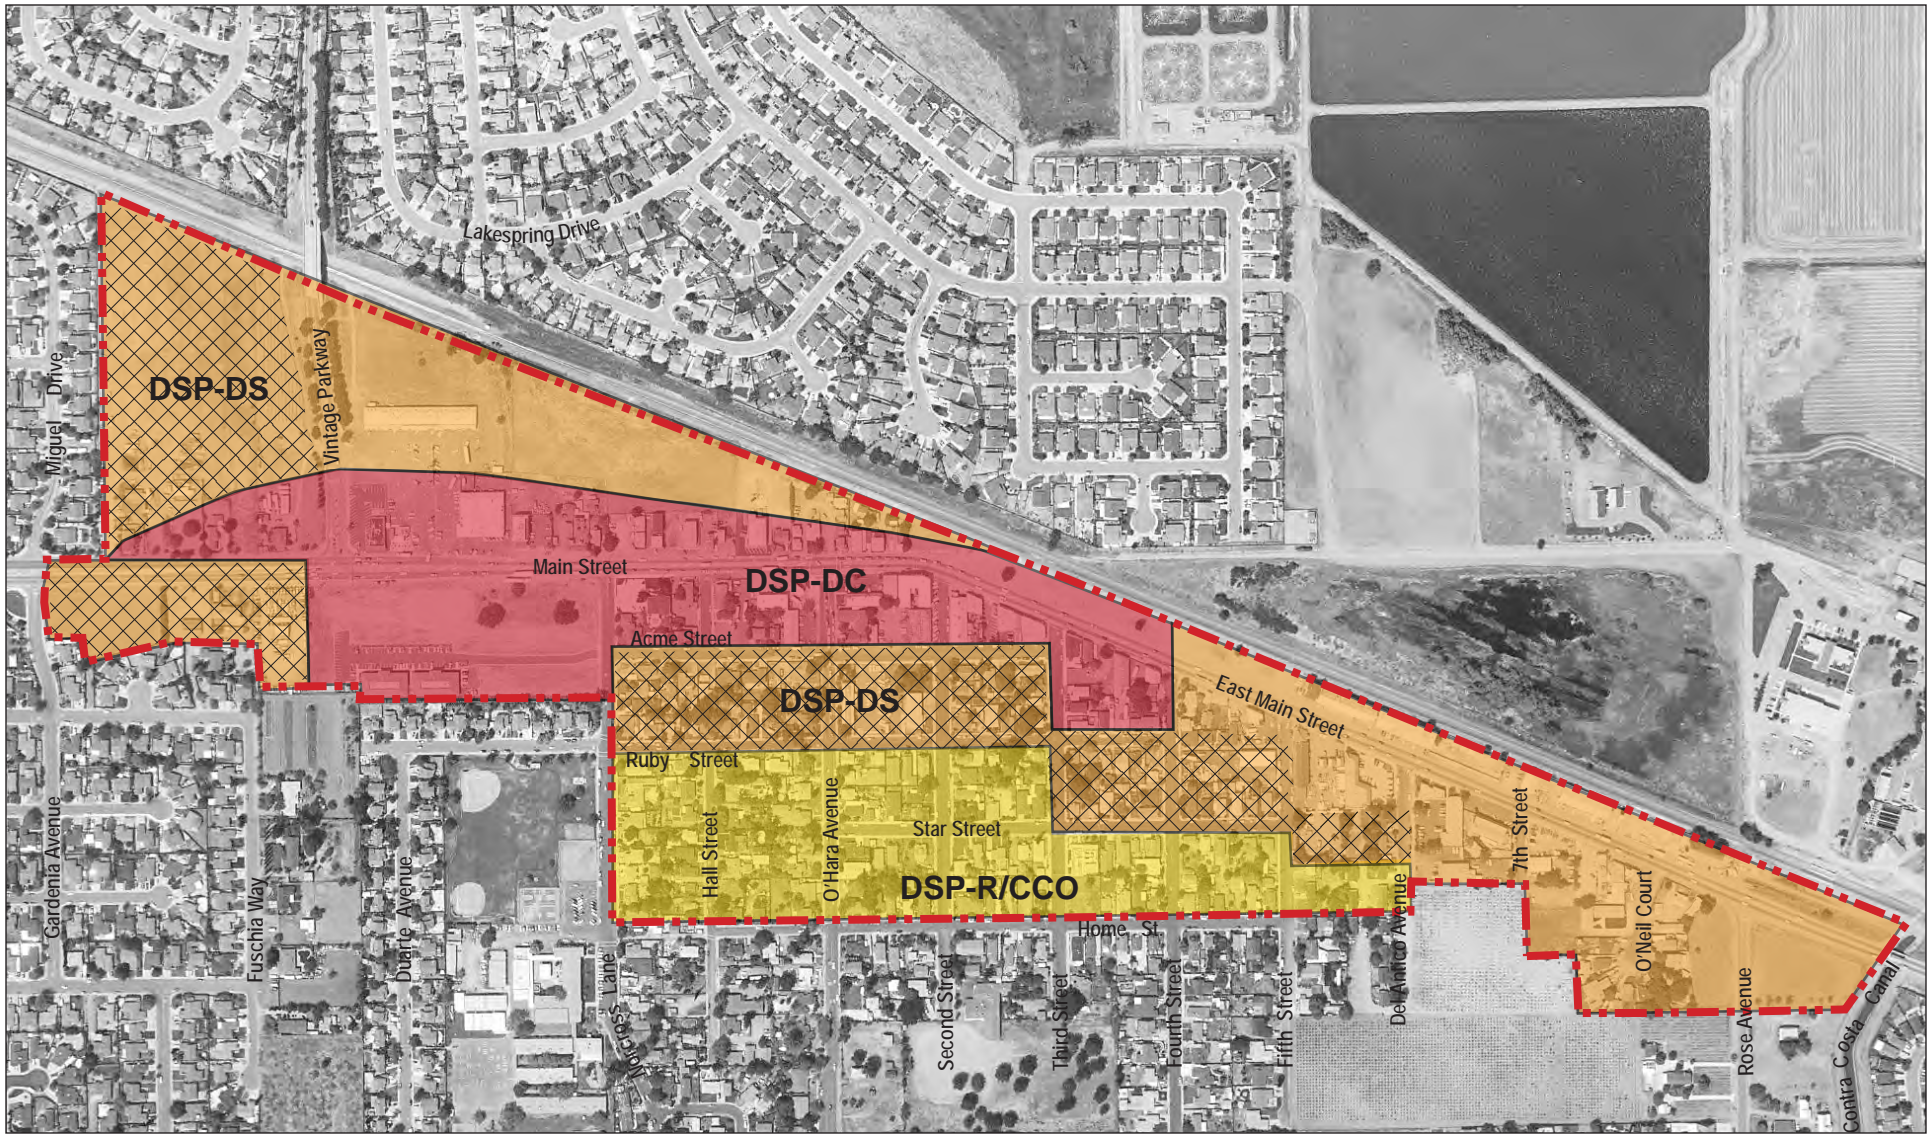 Lakespring Drive
DSP-DS
Miguel Drive
Vintage Parkway
Main Street
DSP-DC
Acme Street
DSP-DS
East Main Street
Ruby Street
Hall Street
O'Hara Avenue
Star Street
7th Street
DSP-R/CCO
Gardenia Avenue
Fuschia Way
Duarte Avenue
Home St.
Del Antico Avenue
O'Neil Court
Norcoss Lane
Second Street
Third Street
Fourth Street
Fifth Street
Rose Avenue
Contra Costa Canal